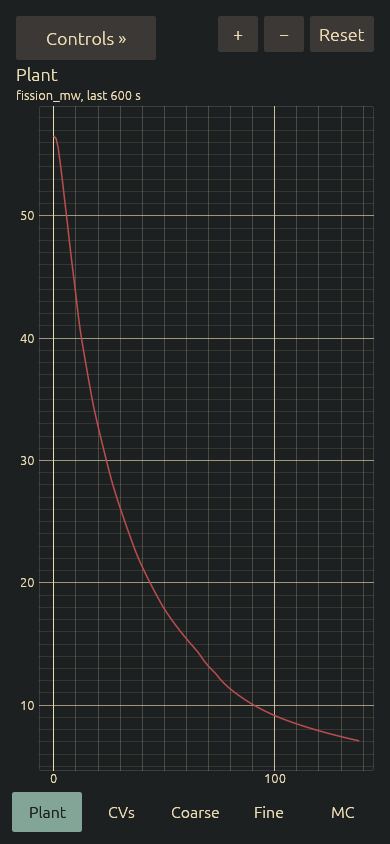 Controls »
+
−
Reset
Plant
fission_mw, last 600 s
50
40
30
20
10
0
100
Plant
CVs
Coarse
Fine
MC